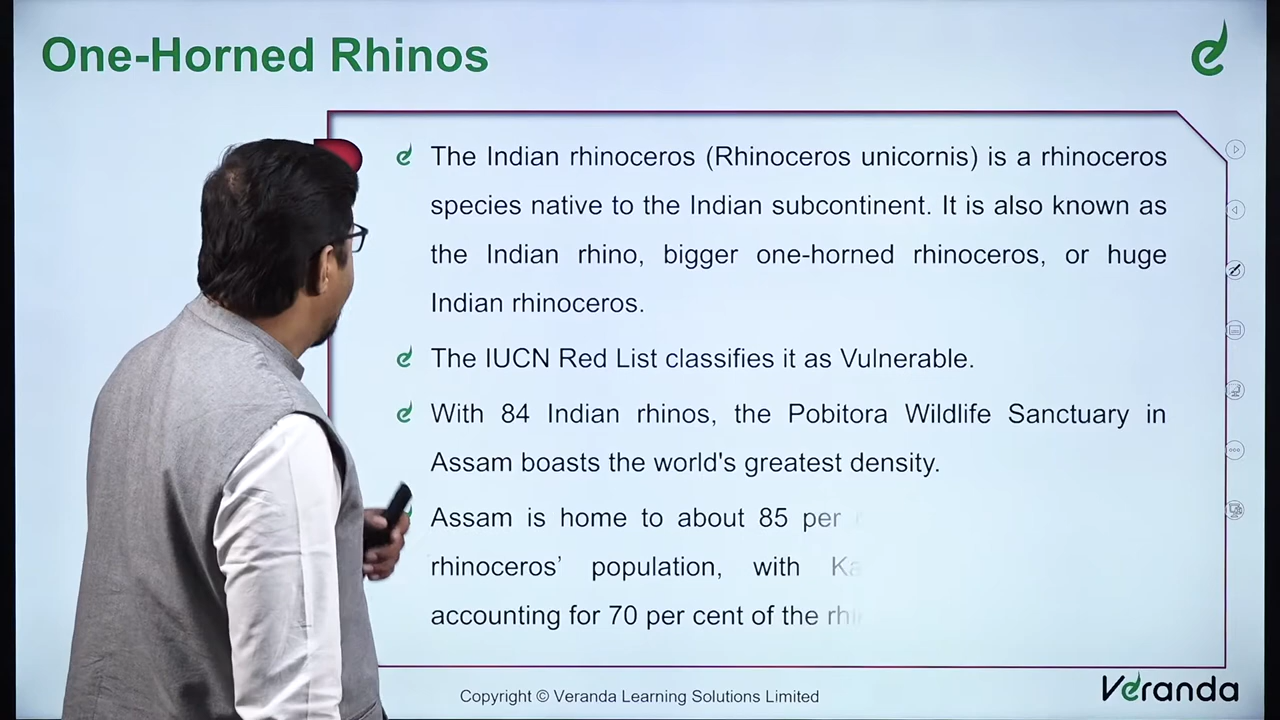 One-Horned Rhinos
The Indian rhinoceros (Rhinoceros unicornis) is a rhinoceros
species native to the Indian subcontinent. It is also known as
the Indian rhino, bigger one-horned rhinoceros, or huge
Indian rhinoceros.
The IUCN Red List classifies it as Vulnerable.
With 84 Indian rhinos, the Pobitora Wildlife Sanctuary in
Assam boasts the world's greatest density.
Assam is home to about 85 per
rhinoceros’ population, with
accounting for 70 per cent of the
Copyright © Veranda Learning Solutions Limited
Veranda